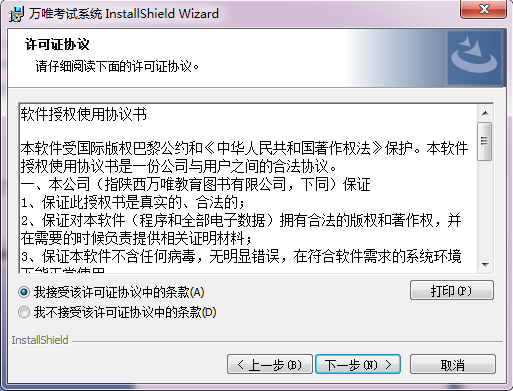 万唯考试系统 InstallShield Wizard
许可证协议
请仔细阅读下面的许可证协议。
软件授权使用协议书
本软件受国际版权巴黎公约和《中华人民共和国著作权法》保护。本软件
授权使用协议书是一份公司与用户之间的合法协议。
一、本公司（指陕西万唯教育图书有限公司，下同）保证
1、保证此授权书是真实的、合法的；
2、保证对本软件（程序和全部电子数据）拥有合法的版权和著作权，并
在需要的时候负责提供相关证明材料；
3、保证本软件不含任何病毒，无明显错误，在符合软件需求的系统环境
下能正常使用
我接受该许可证协议中的条款(A)
打印(P)
我不接受该许可证协议中的条款(D)
InstallShield
< 上一步(B)
下一步(N) >
取消